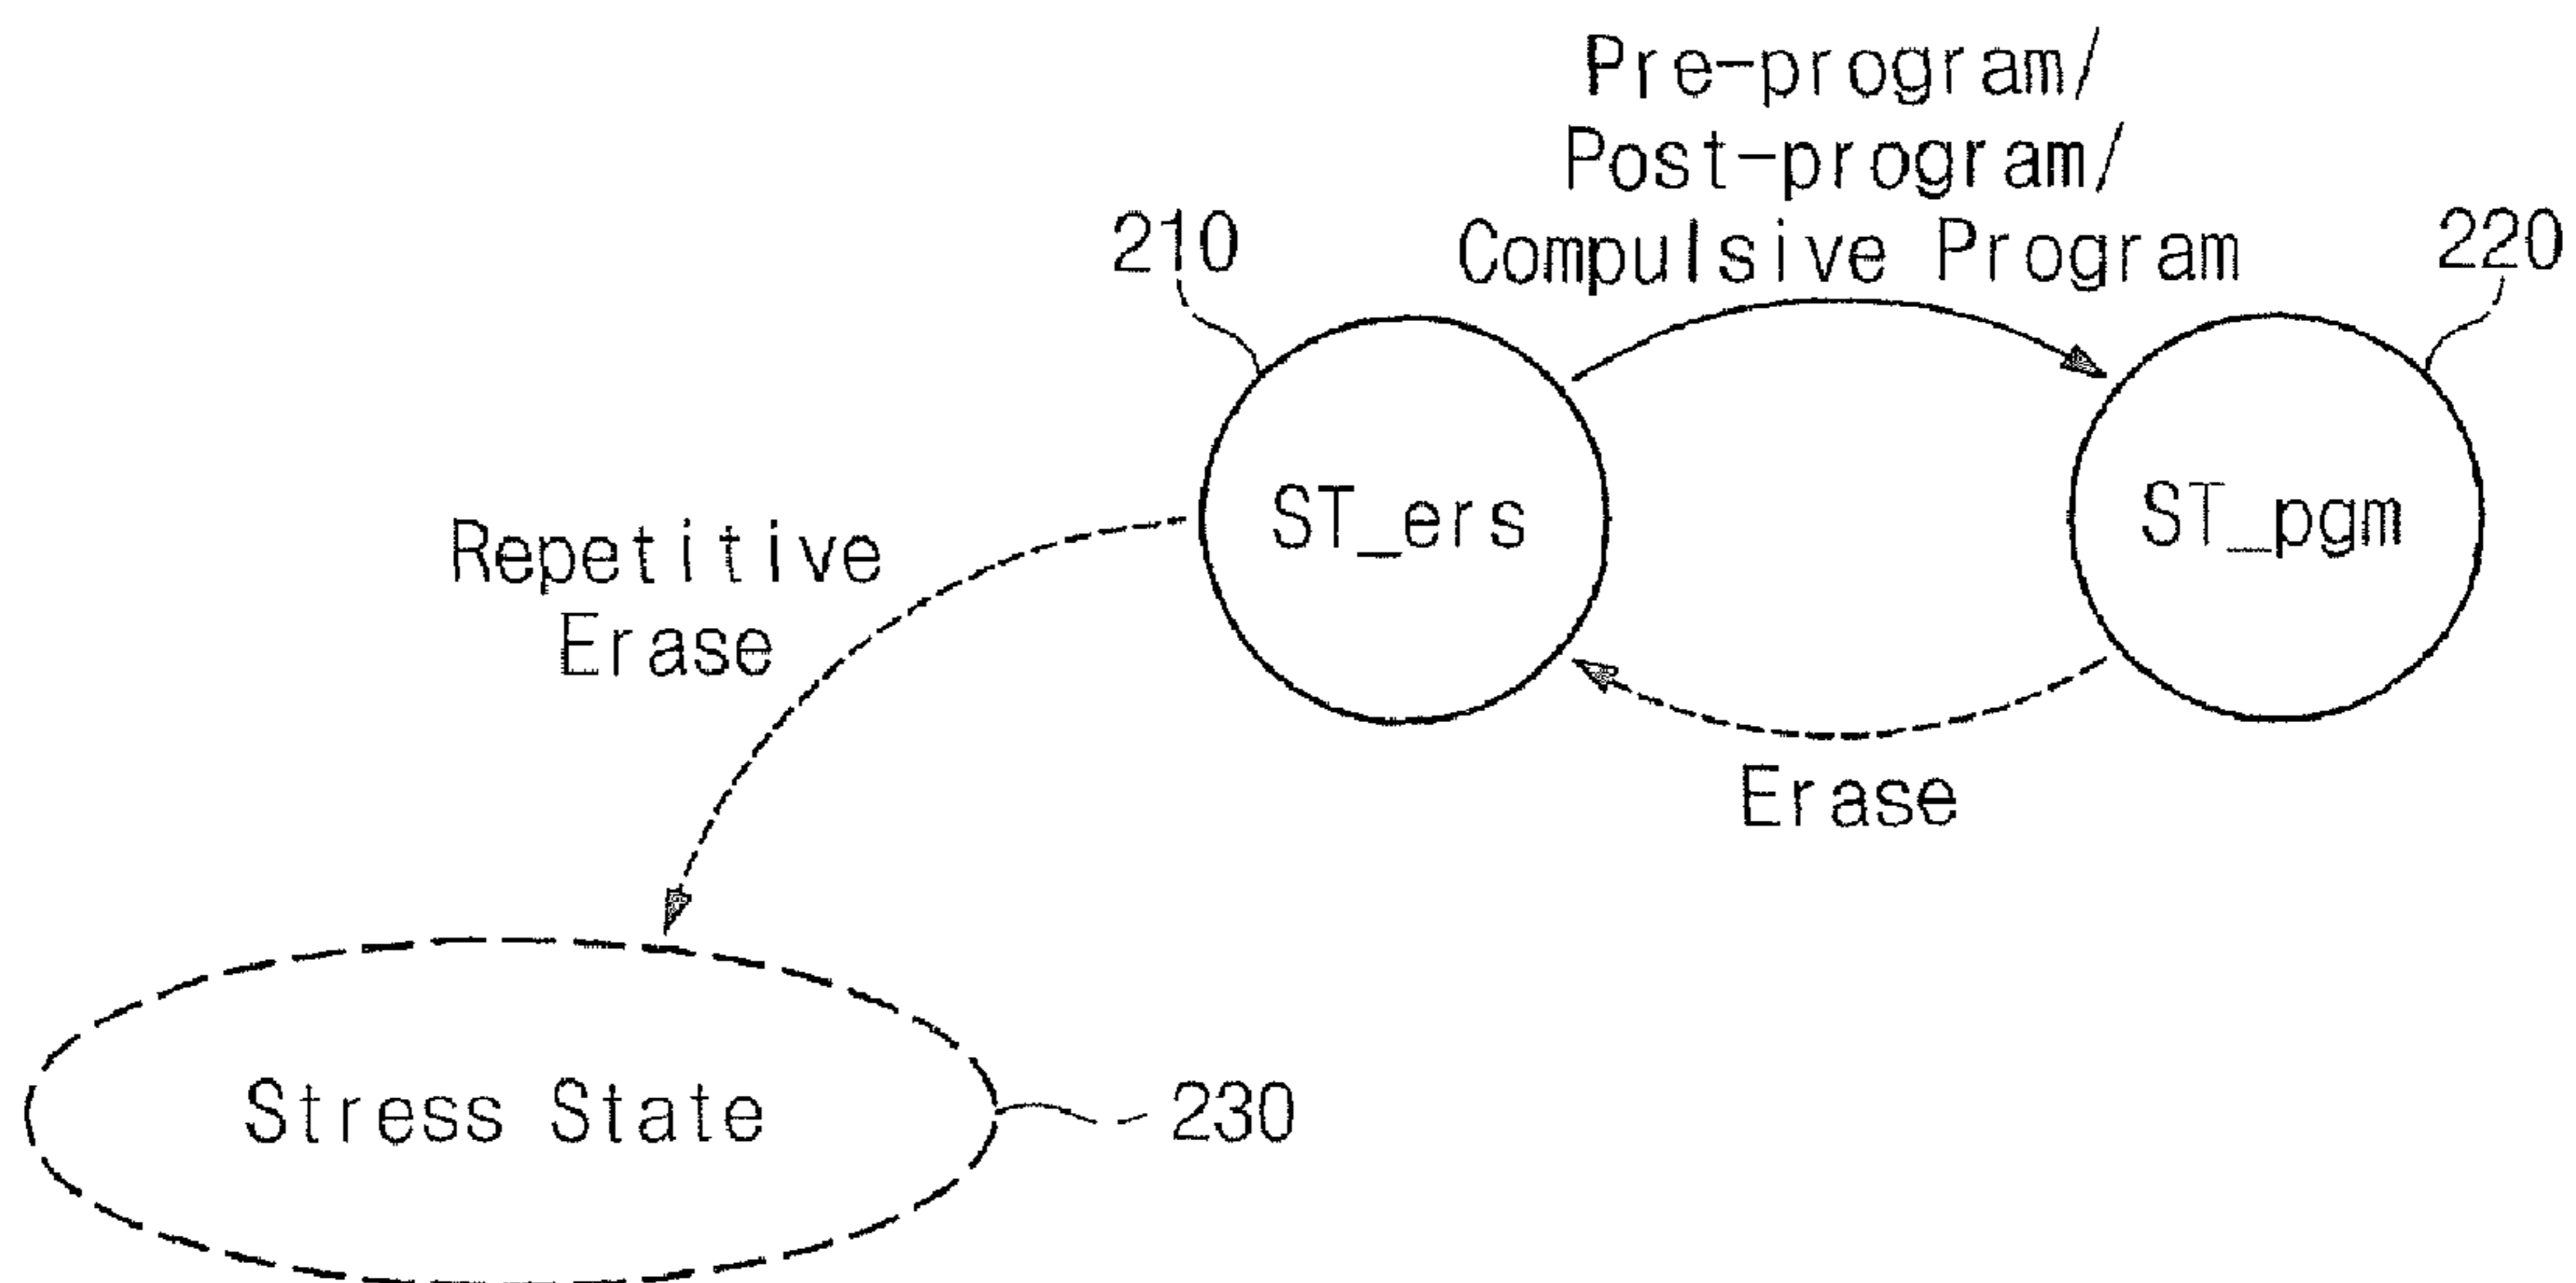 Pre-program/
Post-program/
Compulsive Program
210
220
ST_ers
ST_pgm
Repetitive
Erase
Erase
Stress State
230